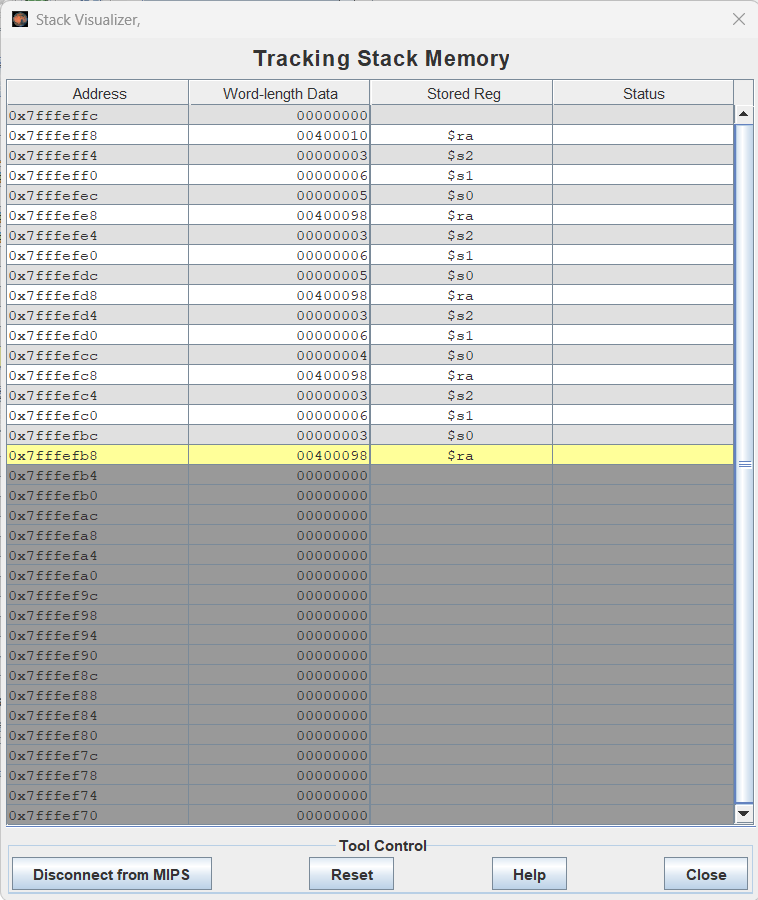 Stack Visualizer,
Tracking Stack Memory
Address Word-length Data Stored Reg Status
0x7fffeffc 00000000
0x7fffeff8 00400010 $ra
0x7fffeff4 00000003 $s2
0x7fffeff0 00000006 $s1
0x7fffefec 00000005 $s0
0x7fffefe8 00400098 $ra
0x7fffefe4 00000003 $s2
0x7fffefe0 00000006 $s1
0x7fffefdc 00000005 $s0
0x7fffefd8 00400098 $ra
0x7fffefd4 00000003 $s2
0x7fffefd0 00000006 $s1
0x7fffefcc 00000004 $s0
0x7fffefc8 00400098 $ra
0x7fffefc4 00000003 $s2
0x7fffefc0 00000006 $s1
0x7fffefbc 00000003 $s0
0x7fffefb8 00400098 $ra
0x7fffefb4 00000000
0x7fffefb0 00000000
0x7fffefac 00000000
0x7fffefa8 00000000
0x7fffefa4 00000000
0x7fffefa0 00000000
0x7fffef9c 00000000
0x7fffef98 00000000
0x7fffef94 00000000
0x7fffef90 00000000
0x7fffef8c 00000000
0x7fffef88 00000000
0x7fffef84 00000000
0x7fffef80 00000000
0x7fffef7c 00000000
0x7fffef78 00000000
0x7fffef74 00000000
0x7fffef70 00000000
Tool Control
Disconnect from MIPS Reset Help Close